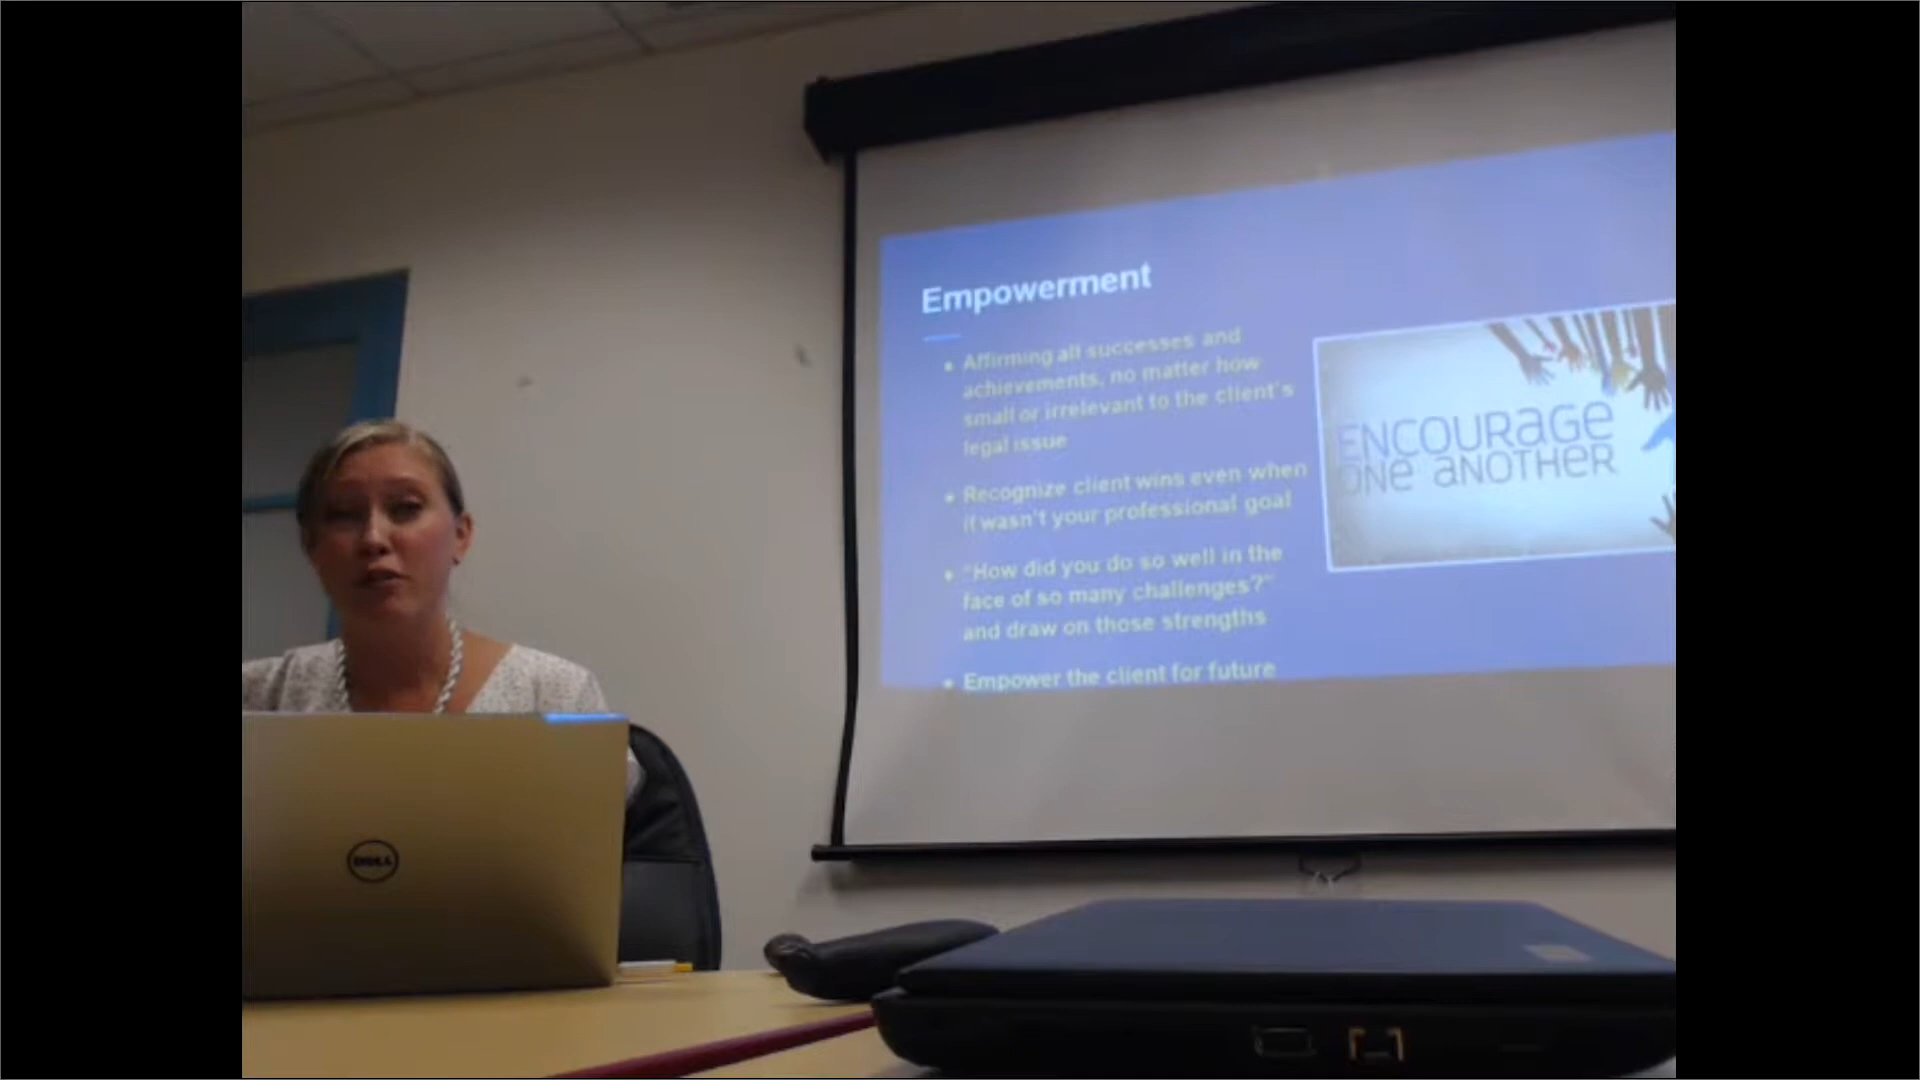 Empowerment
• Affirming all successes and
achievements, no matter how
small or irrelevant to the client's
legal issue
• Recognize client wins even when
it wasn't your professional goal
• "How did you do so well in the
face of so many challenges?"
and draw on those strengths
• Empower the client for future
ENCOURAGE
ONE ANOTHER
DELL